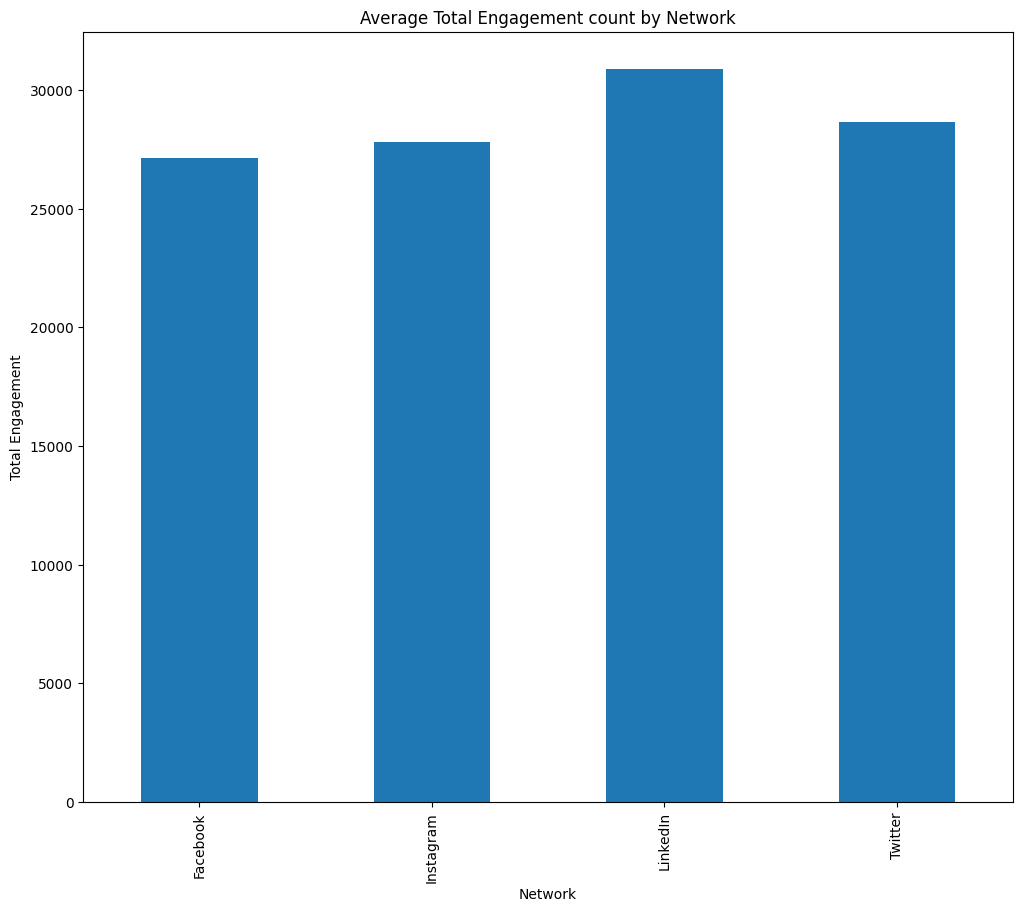 Average Total Engagement count by Network
Total Engagement
30000
25000
20000
15000
10000
5000
0
Facebook
Instagram
LinkedIn
Twitter
Network